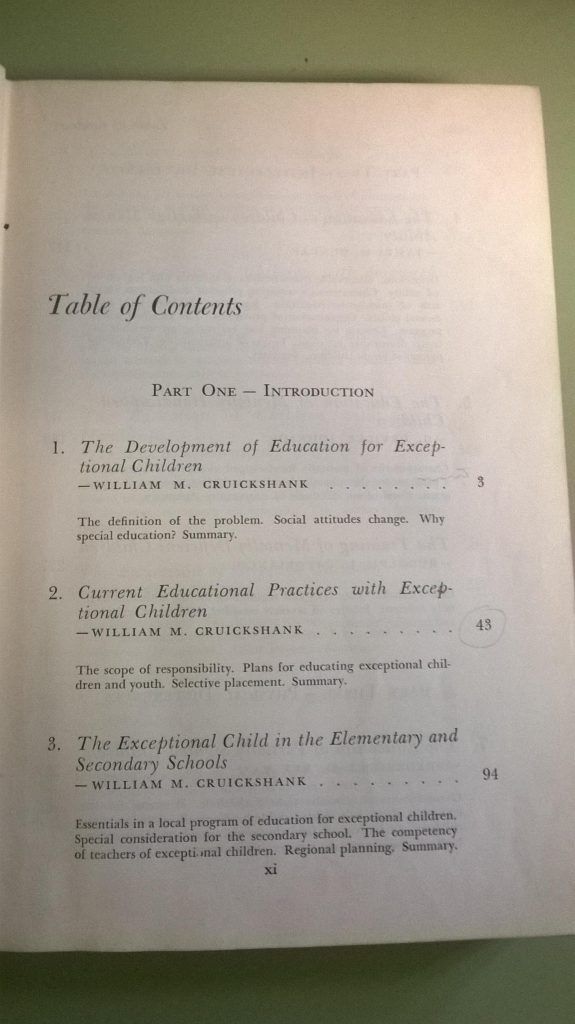 Table of Contents
PART ONE — INTRODUCTION
1. The Development of Education for Excep-
tional Children
—WILLIAM M. CRUICKSHANK . . . . . . . . 3
The definition of the problem. Social attitudes change. Why
special education? Summary.
2. Current Educational Practices with Excep-
tional Children
—WILLIAM M. CRUICKSHANK . . . . . . . . . 43
The scope of responsibility. Plans for educating exceptional chil-
dren and youth. Selective placement. Summary.
3. The Exceptional Child in the Elementary and
Secondary Schools
—WILLIAM M. CRUICKSHANK . . . . . . . . . 94
Essentials in a local program of education for exceptional children.
Special consideration for the secondary school. The competency
of teachers of exceptional children. Regional planning. Summary.
xi